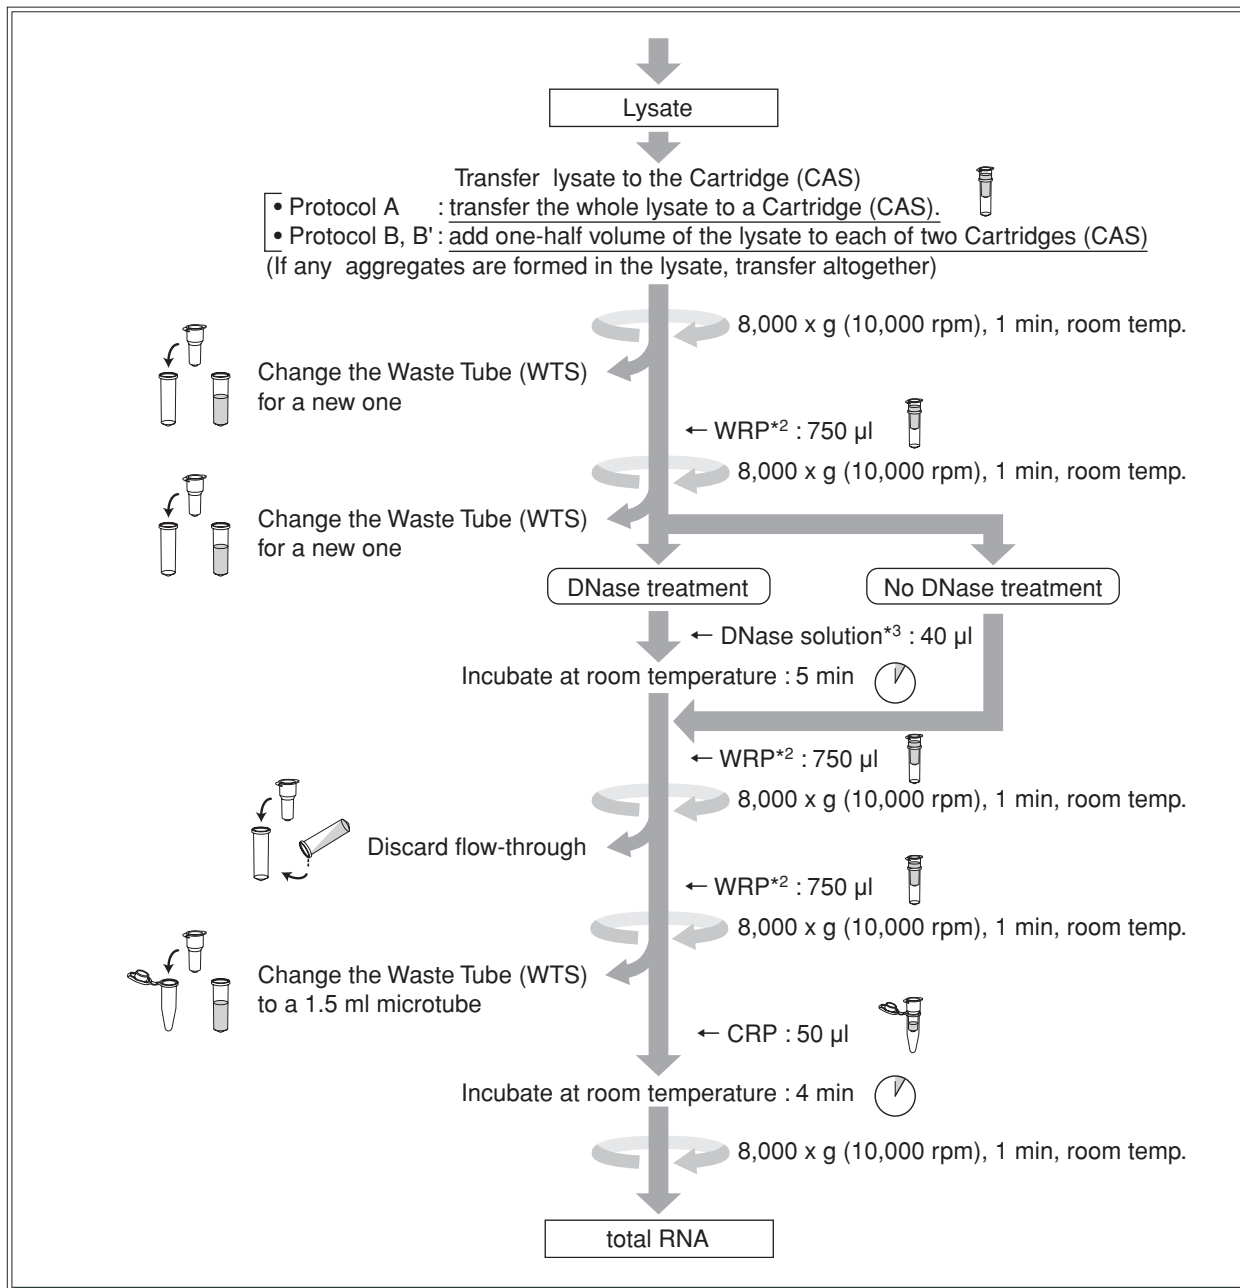 Lysate
Transfer lysate to the Cartridge (CAS)
• Protocol A : transfer the whole lysate to a Cartridge (CAS).
• Protocol B, B' : add one-half volume of the lysate to each of two Cartridges (CAS)
(If any aggregates are formed in the lysate, transfer altogether)
8,000 x g (10,000 rpm), 1 min, room temp.
Change the Waste Tube (WTS)
for a new one
← WRP*2 : 750 µl
8,000 x g (10,000 rpm), 1 min, room temp.
Change the Waste Tube (WTS)
for a new one
DNase treatment
No DNase treatment
← DNase solution*3 : 40 µl
Incubate at room temperature : 5 min
← WRP*2 : 750 µl
8,000 x g (10,000 rpm), 1 min, room temp.
Discard flow-through
← WRP*2 : 750 µl
8,000 x g (10,000 rpm), 1 min, room temp.
Change the Waste Tube (WTS)
to a 1.5 ml microtube
← CRP : 50 µl
Incubate at room temperature : 4 min
8,000 x g (10,000 rpm), 1 min, room temp.
total RNA